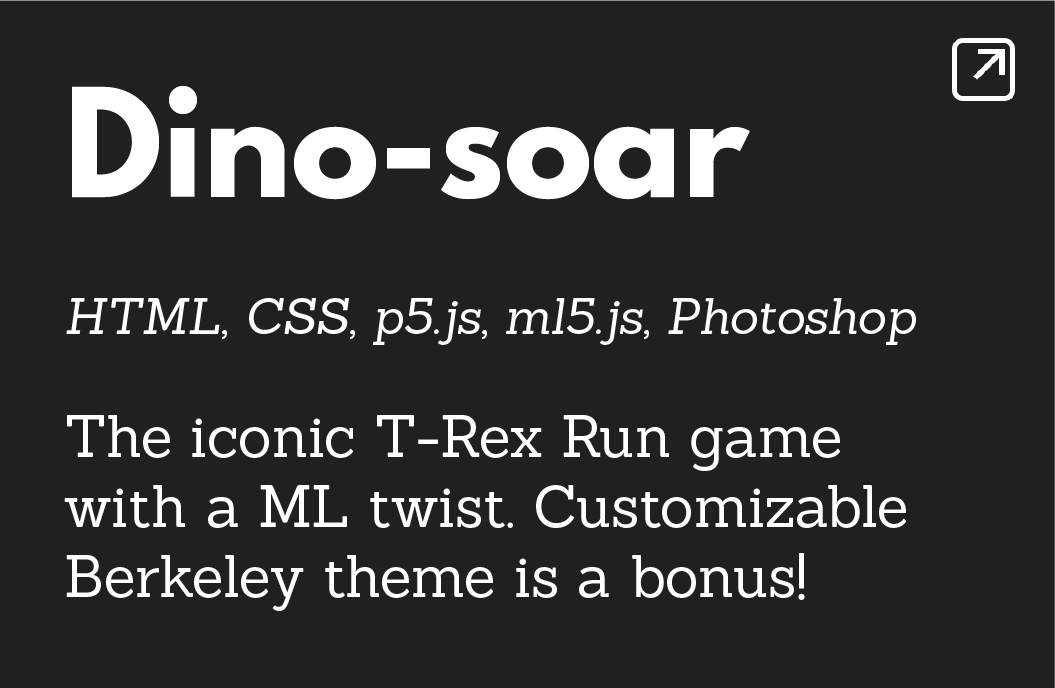 Dino-soar
HTML, CSS, p5.js, ml5.js, Photoshop
The iconic T-Rex Run game
with a ML twist. Customizable
Berkeley theme is a bonus!